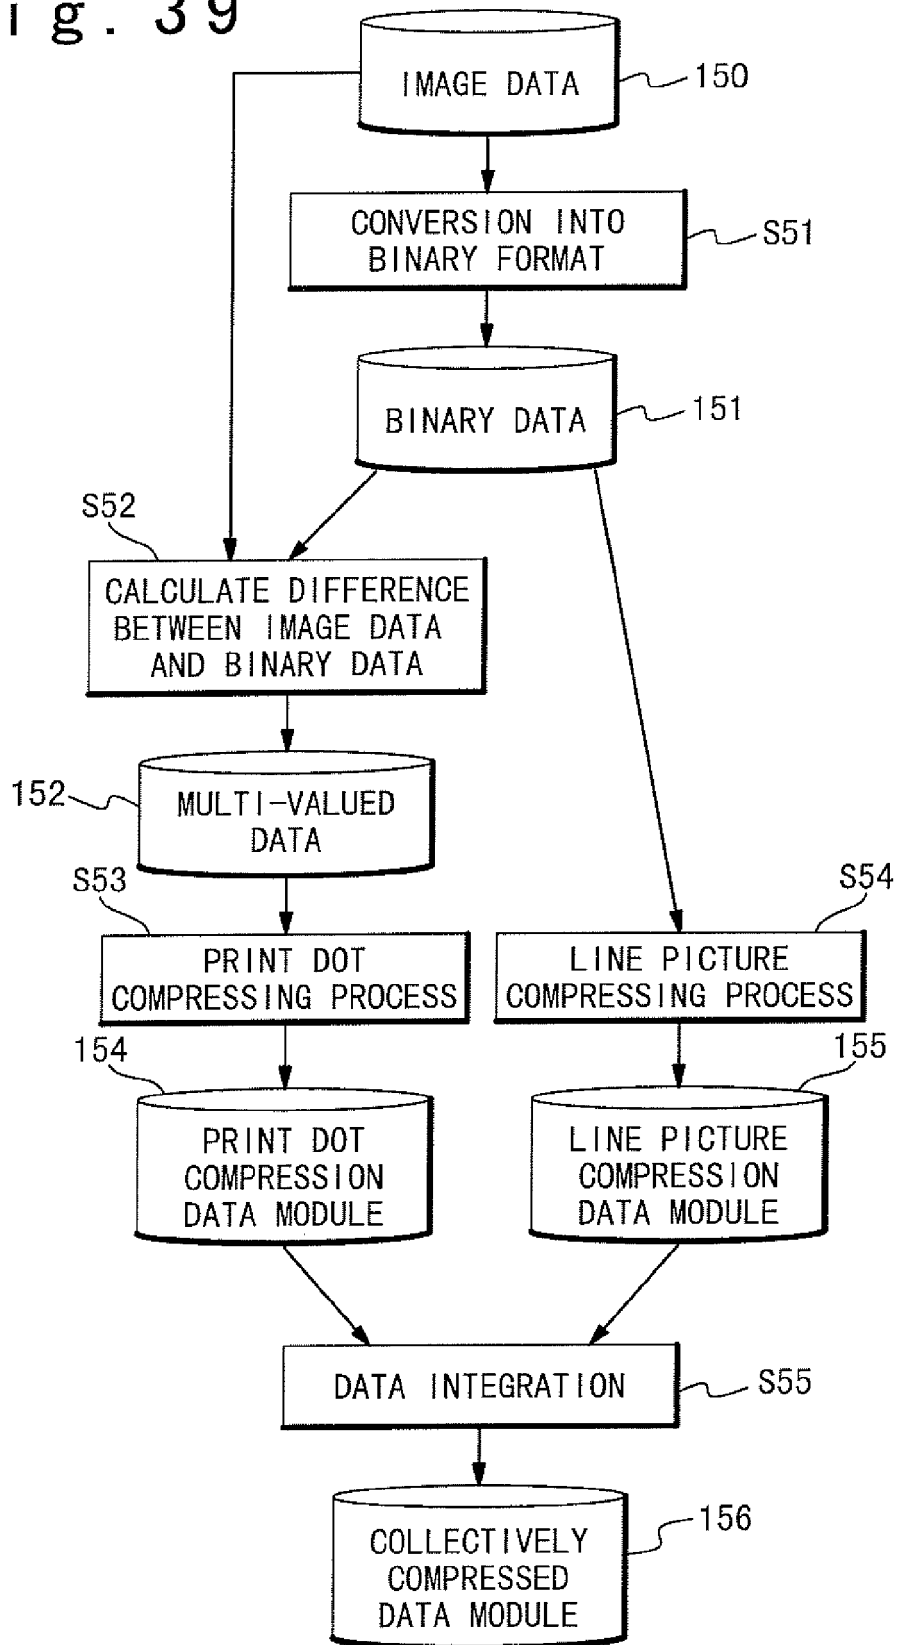 ig. 39
IMAGE DATA
150
CONVERSION INTO
BINARY FORMAT
S51
BINARY DATA
151
S52
CALCULATE DIFFERENCE
BETWEEN IMAGE DATA
AND BINARY DATA
152
MULTI-VALUED
DATA
S53
PRINT DOT
COMPRESSING PROCESS
S54
LINE PICTURE
COMPRESSING PROCESS
154
PRINT DOT
COMPRESSION
DATA MODULE
155
LINE PICTURE
COMPRESSION
DATA MODULE
DATA INTEGRATION
S55
COLLECTIVELY
COMPRESSED
DATA MODULE
156